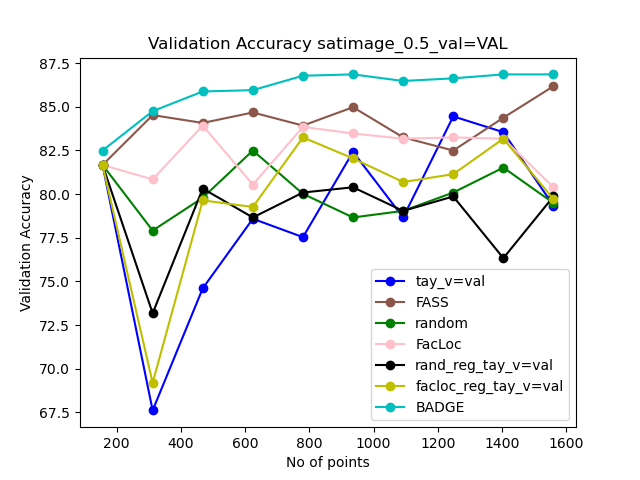 Validation Accuracy satimage_0.5_val=VAL
87.5
85.0
82.5
80.0
77.5
75.0
72.5
70.0
67.5
Validation Accuracy
200 400 600 800 1000 1200 1400 1600
No of points
tay_v=val
FASS
random
FacLoc
rand_reg_tay_v=val
facloc_reg_tay_v=val
BADGE